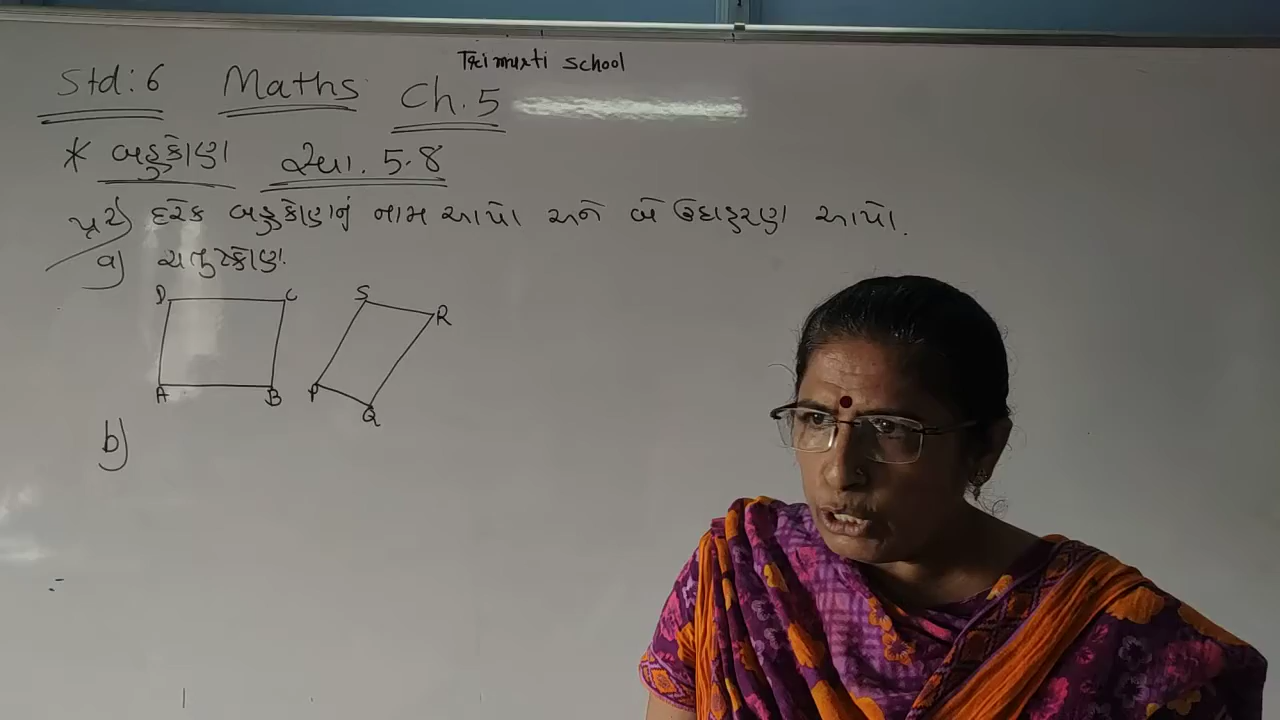 Trimurti school
Std:6 Maths Ch.5
* બહુકોણ સ્વા. 5.8
પ્ર૨) દરેક બહુકોણનું નામ આપો અને બે ઉદાહરણ આપો.
a) ચતુષ્કોણ.
D C S R
A B P Q
b)